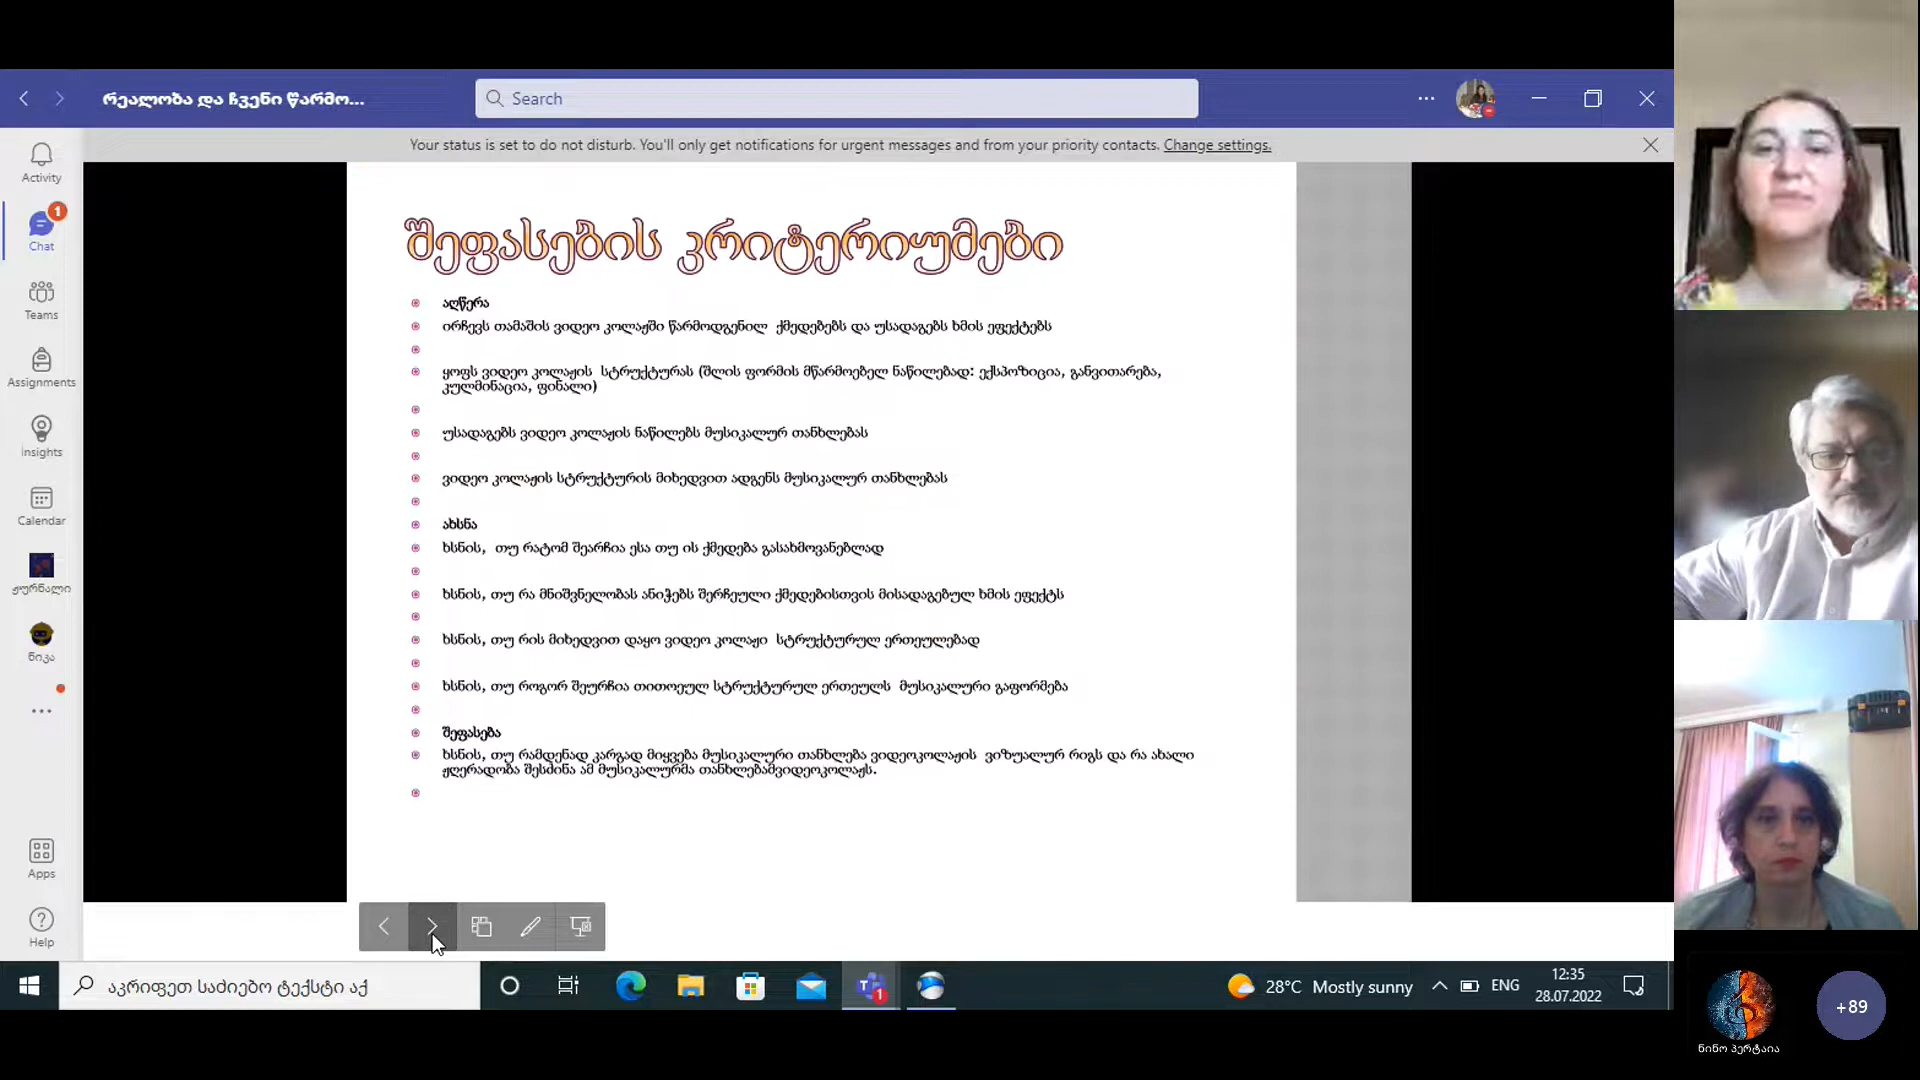 რეალობა და ჩვენი წარმო...
Search
Your status is set to do not disturb. You'll only get notifications for urgent messages and from your priority contacts. Change settings.
Activity
1
Chat
Teams
Assignments
Insights
Calendar
ჟურნალი
ნიკა
Apps
Help
შეფასების კრიტერიუმები
აღწერა
ირჩევს თამაშის ვიდეო კოლაჟში წარმოდგენილ ქმედებებს და უსადაგებს ხმის ეფექტებს
ყოფს ვიდეო კოლაჟის სტრუქტურას (შლის ფორმის მწარმოებელ ნაწილებად: ექსპოზიცია, განვითარება,
კულმინაცია, ფინალი)
უსადაგებს ვიდეო კოლაჟის ნაწილებს მუსიკალურ თანხლებას
ვიდეო კოლაჟის სტრუქტურის მიხედვით ადგენს მუსიკალურ თანხლებას
ახსნა
ხსნის, თუ რატომ შეარჩია ესა თუ ის ქმედება გასახმოვანებლად
ხსნის, თუ რა მნიშვნელობას ანიჭებს შერჩეული ქმედებისთვის მისადაგებულ ხმის ეფექტს
ხსნის, თუ რის მიხედვით დაყო ვიდეო კოლაჟი სტრუქტურულ ერთეულებად
ხსნის, თუ როგორ შეურჩია თითოეულ სტრუქტურულ ერთეულს მუსიკალური გაფორმება
შეფასება
ხსნის, თუ რამდენად კარგად მიყვება მუსიკალური თანხლება ვიდეოკოლაჟის ვიზუალურ რიგს და რა ახალი
ჟღერადობა შესძინა ამ მუსიკალურმა თანხლებამვიდეოკოლაჟს.
აკრიფეთ საძიებო ტექსტი აქ
1
28°C Mostly sunny
ENG
12:35
28.07.2022
ნინო პერტაია
+89